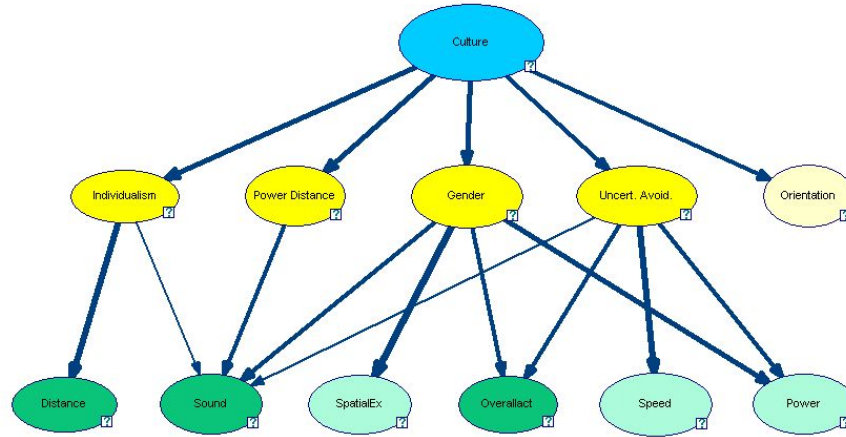 Culture
?
Individualism
?
Power Distance
?
Gender
?
Uncert. Avoid.
?
Orientation
?
Distance
?
Sound
?
SpatialEx
?
Overallact
?
Speed
?
Power
?